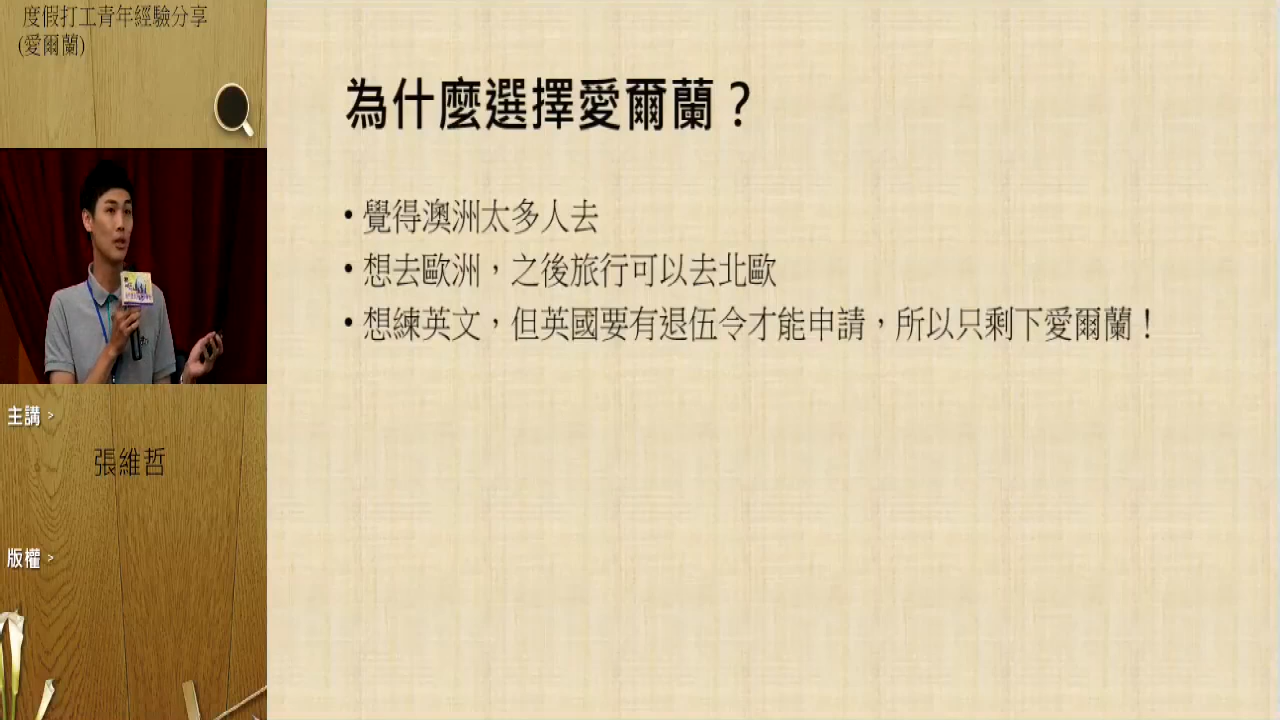 度假打工青年經驗分享
(愛爾蘭)
為什麼選擇愛爾蘭？
•覺得澳洲太多人去
•想去歐洲，之後旅行可以去北歐
•想練英文，但英國要有退伍令才能申請，所以只剩下愛爾蘭！
主講 >
張維哲
版權 >